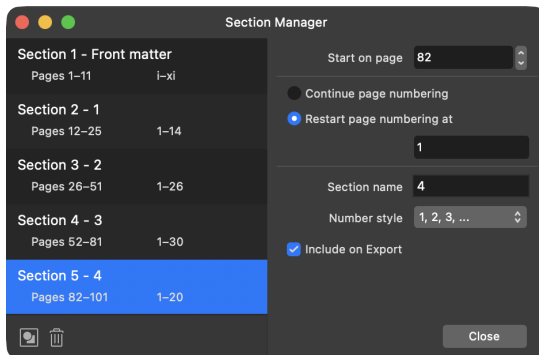 Section Manager
Section 1 - Front matter
Pages 1–11 i–xi
Section 2 - 1
Pages 12–25 1–14
Section 3 - 2
Pages 26–51 1–26
Section 4 - 3
Pages 52–81 1–30
Section 5 - 4
Pages 82–101 1–20
Start on page 82
Continue page numbering
Restart page numbering at
1
Section name 4
Number style 1, 2, 3, ...
Include on Export
Close